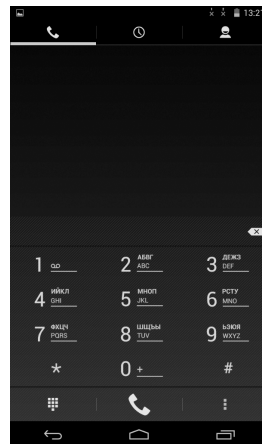 13:27
1
2 АБВГ ABC
3 ДЕЖЗ DEF
4 ИЙКЛ GHI
5 МНОП JKL
6 РСТУ MNO
7 ФХЦЧ PQRS
8 ШЩЪЫ TUV
9 ЬЭЮЯ WXYZ
*
0 +
#